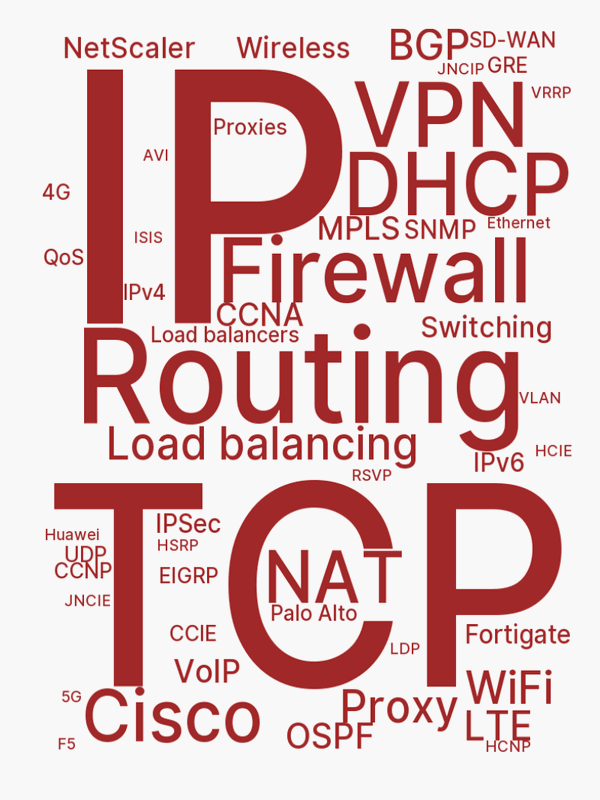 NetScaler
Wireless
BGP
SD-WAN
JNCIP
GRE
IP
VPN
VRRP
Proxies
AVI
DHCP
4G
MPLS
SNMP
Ethernet
ISIS
QoS
Firewall
IPv4
CCNA
Load balancers
Switching
Routing
VLAN
Load balancing
HCIE
IPv6
RSVP
TCP
IPSec
Huawei
HSRP
UDP
CCNP
NAT
EIGRP
JNCIE
Palo Alto
CCIE
Fortigate
LDP
VoIP
WiFi
5G
Cisco
Proxy
LTE
OSPF
F5
HCNP